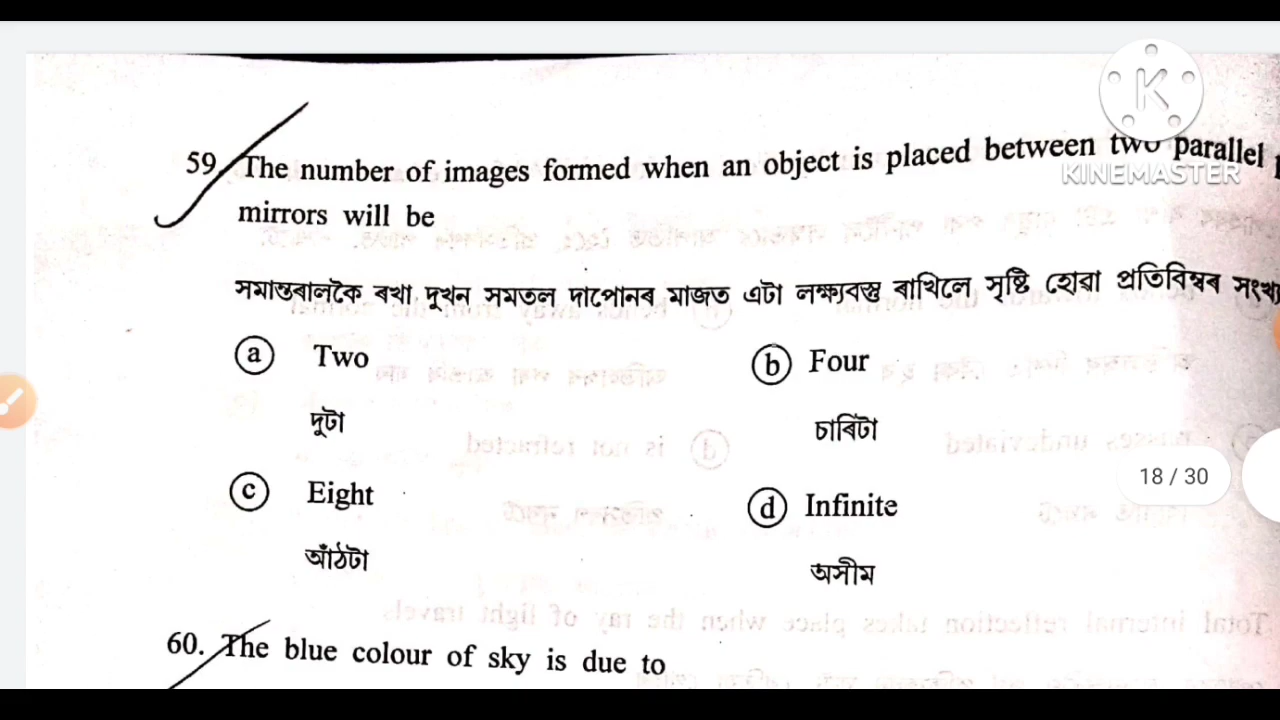 59. The number of images formed when an object is placed between two parallel
mirrors will be
সমান্তৰালকৈ ৰখা দুখন সমতল দাপোনৰ মাজত এটা লক্ষ্যবস্তু ৰাখিলে সৃষ্টি হোৱা প্ৰতিবিম্বৰ
(a) Two
(b) Four
দুটা
চাৰিটা
(c) Eight
(d) Infinite
আঁঠটা
অসীম
60. The blue colour of sky is due to
K
KINEMASTER
18 / 30